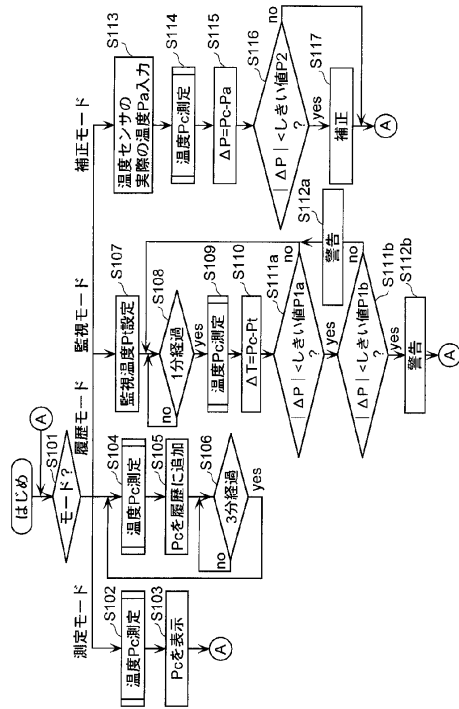 はじめ
A
S101
モード?
測定モード
履歴モード
監視モード
補正モード
S102
温度Pc測定
S103
Pcを表示
A
S104
温度Pc測定
S105
Pcを履歴に追加
S106
3分経過
no
yes
S107
監視温度Pt設定
S108
1分経過
no
yes
S109
温度Pc測定
S110
ΔT=Pc-Pt
S111a
|ΔP|<しきい値P1a
?
no
yes
S112a
警告
S111b
|ΔP|<しきい値P1b
?
no
yes
S112b
警告
A
S113
温度センサの
実際の温度Pa入力
S114
温度Pc測定
S115
ΔP=Pc-Pa
S116
|ΔP|<しきい値P2
?
no
yes
S117
補正
A